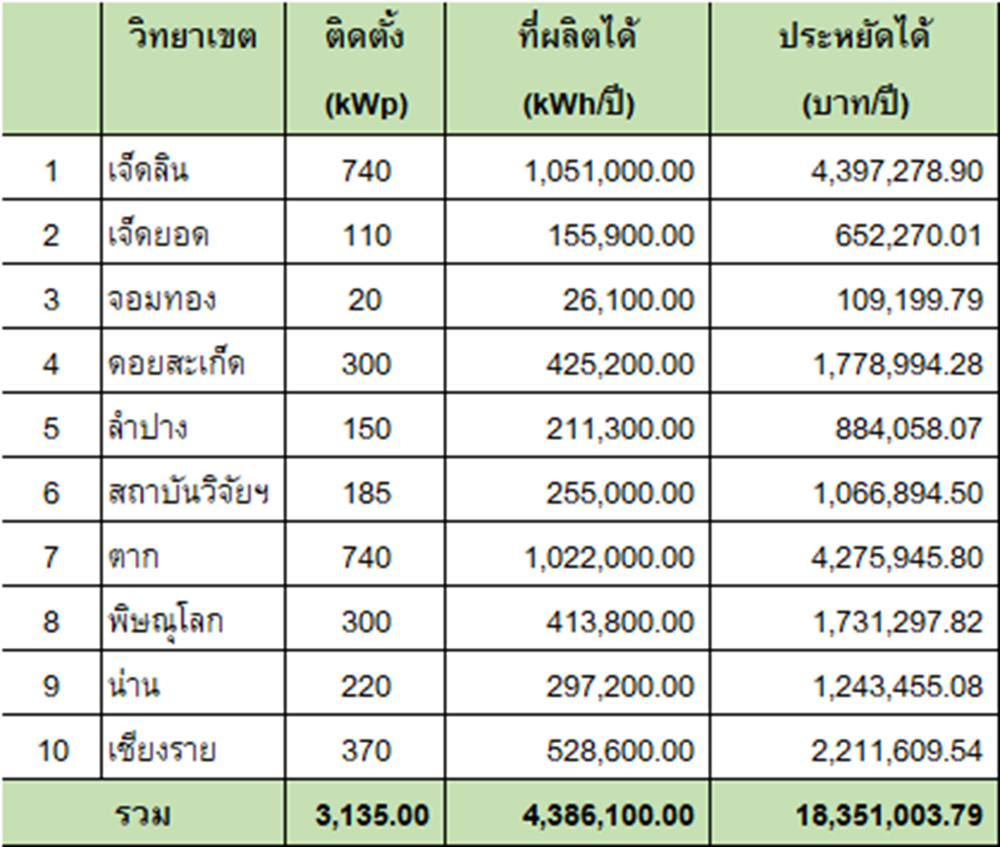 วิทยาเขต ติดตั้ง ที่ผลิตได้ ประหยัดได้
(kWp) (kWh/ปี) (บาท/ปี)
1 เจ็ดลิน 740 1,051,000.00 4,397,278.90
2 เจ็ดยอด 110 155,900.00 652,270.01
3 จอมทอง 20 26,100.00 109,199.79
4 ดอยสะเก็ด 300 425,200.00 1,778,994.28
5 ลำปาง 150 211,300.00 884,058.07
6 สถาบันวิจัยฯ 185 255,000.00 1,066,894.50
7 ตาก 740 1,022,000.00 4,275,945.80
8 พิษณุโลก 300 413,800.00 1,731,297.82
9 น่าน 220 297,200.00 1,243,455.08
10 เชียงราย 370 528,600.00 2,211,609.54
รวม 3,135.00 4,386,100.00 18,351,003.79